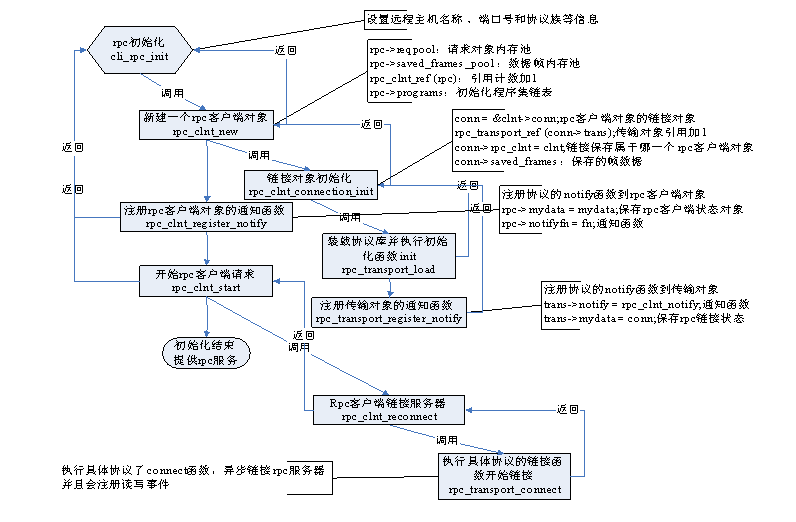 rpc初始化
cli_rpc_init
设置远程主机名称、端口号和协议族等信息
返回
rpc->reqpool：请求对象内存池
rpc->saved_frames_pool：数据帧内存池
rpc_clnt_ref (rpc)：引用计数加1
rpc->programs：初始化程序集链表
调用
新建一个rpc客户端对象
rpc_clnt_new
返回
conn = &clnt->conn;rpc客户端对象的链接对象
rpc_transport_ref (conn->trans);传输对象引用加1
conn->rpc_clnt = clnt;链接保存属于哪一个rpc客户端对象
conn->saved_frames：保存的帧数据
返回
调用
链接对象初始化
rpc_clnt_connection_init
返回
返回
注册rpc客户端对象的通知函数
rpc_clnt_register_notify
调用
返回
注册协议的notify函数到rpc客户端对象
rpc->mydata = mydata;保存rpc客户端状态对象
rpc->notifyfn = fn;通知函数
装载协议库并执行初始
化函数init
rpc_transport_load
开始rpc客户端请求
rpc_clnt_start
注册传输对象的通知函数
rpc_transport_register_notify
注册协议的notify函数到传输对象
trans->notify = rpc_clnt_notify;通知函数
trans->mydata = conn;保存rpc链接状态
初始化结束
提供rpc服务
返回
调用
Rpc客户端链接服务器
rpc_clnt_reconnect
返回
调用
执行具体协议的链接函
数开始链接
rpc_transport_connect
执行具体协议了connect函数，异步链接rpc服务器
并且会注册读写事件